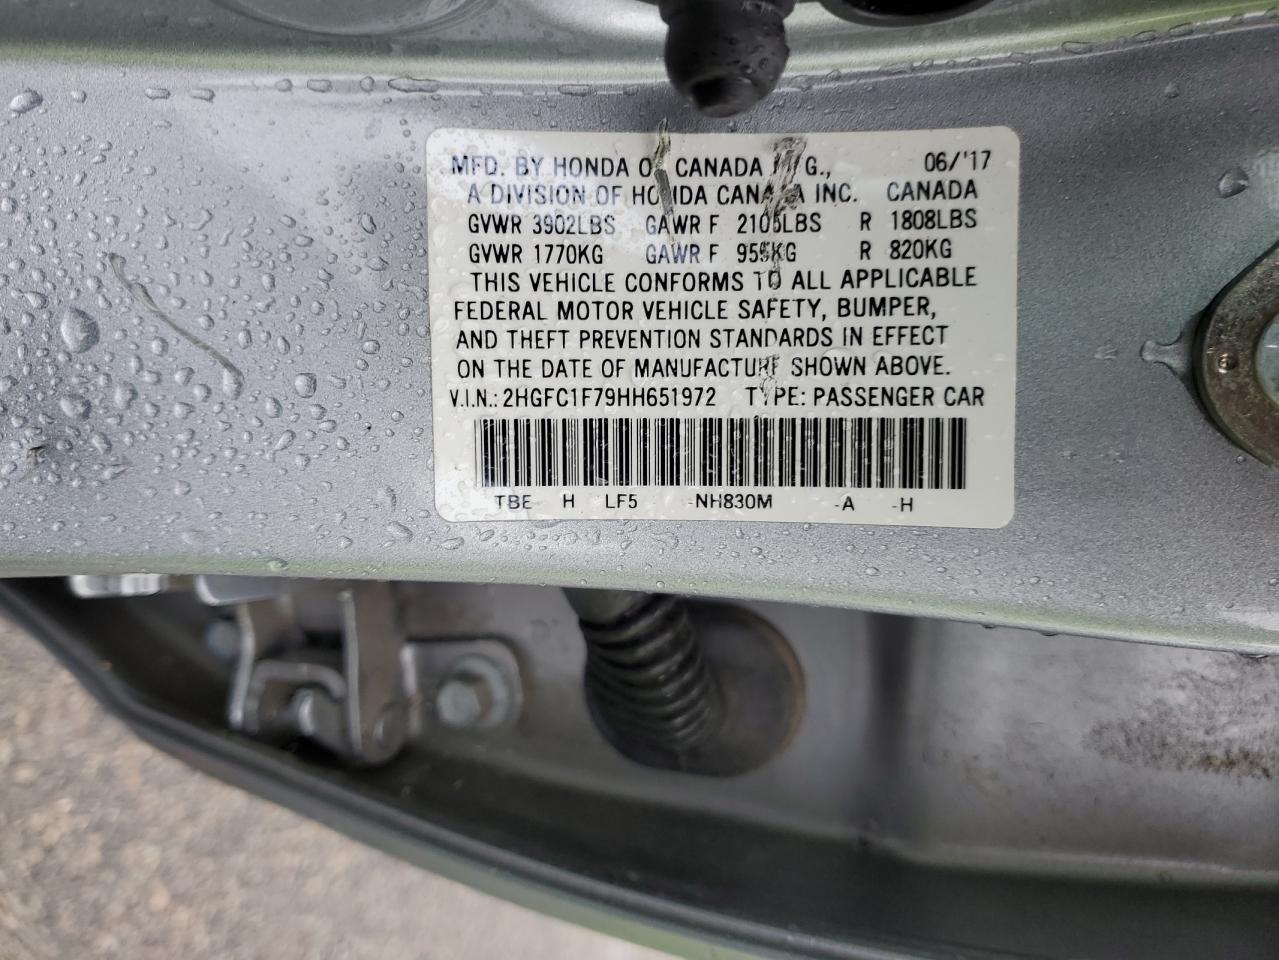 MFD. BY HONDA OF CANADA MFG., 06/'17
A DIVISION OF HONDA CANADA INC. CANADA
GVWR 3902LBS GAWR F 2105LBS R 1808LBS
GVWR 1770KG GAWR F 955KG R 820KG
THIS VEHICLE CONFORMS TO ALL APPLICABLE
FEDERAL MOTOR VEHICLE SAFETY, BUMPER,
AND THEFT PREVENTION STANDARDS IN EFFECT
ON THE DATE OF MANUFACTURE SHOWN ABOVE.
V.I.N.: 2HGFC1F79HH651972 TYPE: PASSENGER CAR
TBE H LF5 -NH830M -A -H